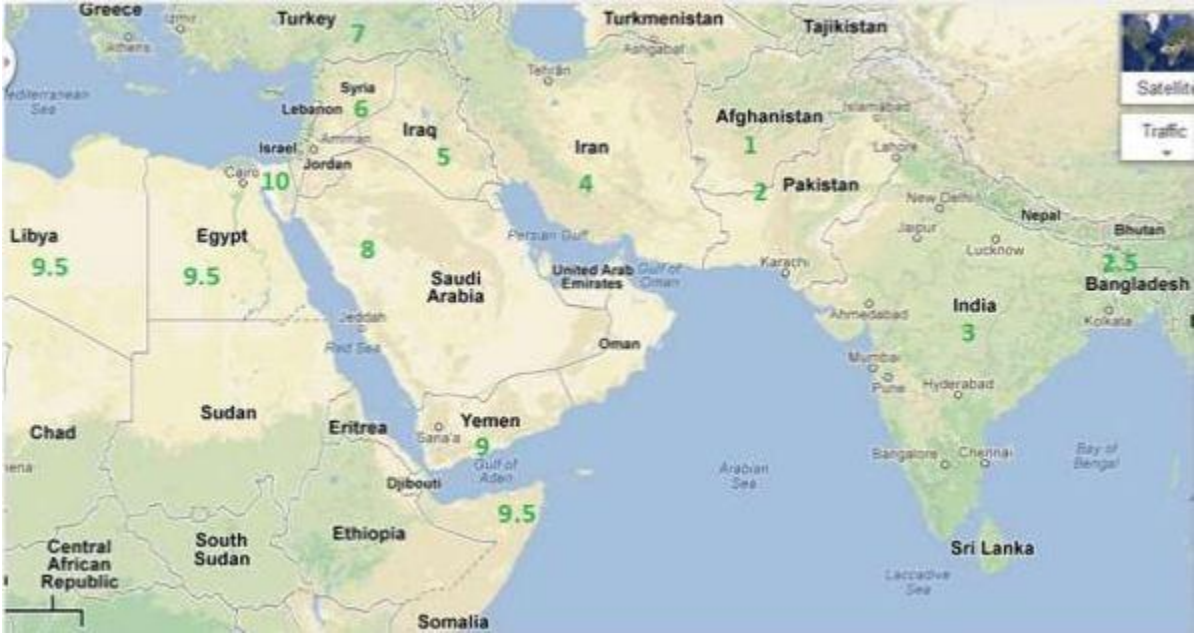 Greece
Izmir
Turkey
7
Turkmenistan
Tajikistan
Athens
Ashgabat
Tehrān
Satellite
Mediterranean
Sea
Syria
6
Lebanon
Iraq
5
Afghanistan
1
Islamabad
Traffic
Israel
Amman
Jordan
Iran
4
Lahore
Cairo
10
2
Pakistan
New Delhi
Nepal
Libya
9.5
Egypt
9.5
8
Persian Gulf
Jaipur
Lucknow
Bhutan
Saudi
Arabia
United Arab
Emirates
Gulf of
Oman
Karachi
2.5
Bangladesh
Jeddah
Red Sea
Oman
Ahmedabad
India
3
Kolkata
Mumbai
Pune
Hyderabad
Sudan
Eritrea
Yemen
Sana'a
9
Chad
Gulf of
Aden
Arabian
Sea
Bangalore
Chennai
Bay of
Bengal
Djibouti
9.5
Ethiopia
South
Sudan
Central
African
Republic
Sri Lanka
Laccadive
Sea
Somalia